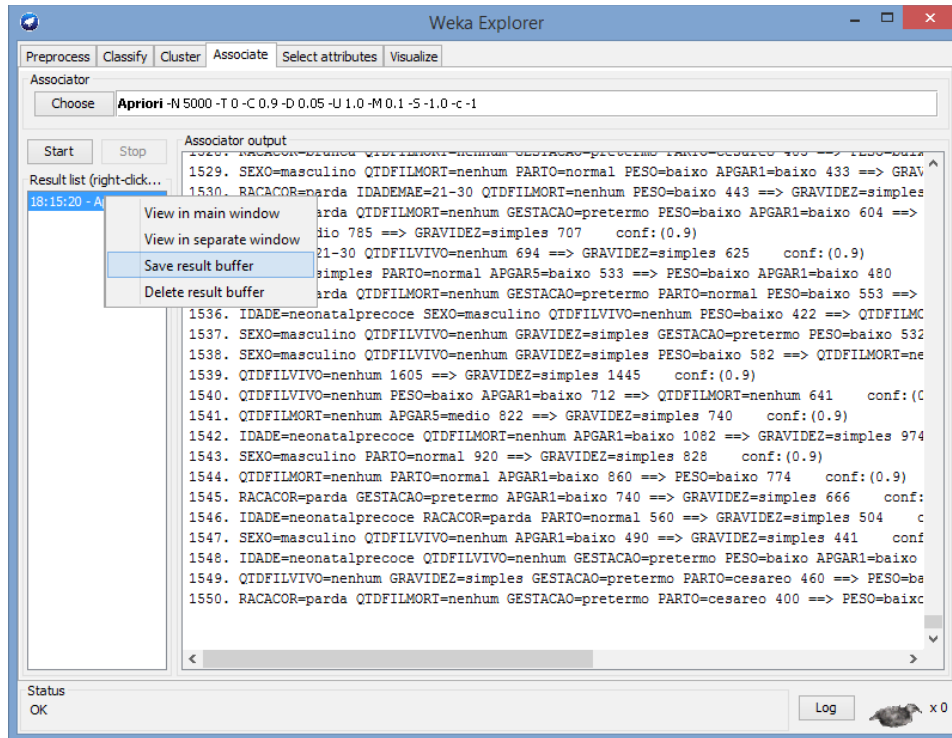 Weka Explorer
Preprocess Classify Cluster Associate Select attributes Visualize
Associator
Choose Apriori -N 5000 -T 0 -C 0.9 -D 0.05 -U 1.0 -M 0.1 -S -1.0 -c -1
Start Stop
Result list (right-click...
18:15:20 - A
View in main window
View in separate window
Save result buffer
Delete result buffer
Associator output
1529. SEXO=masculino QTDFILMORT=nenhum PARTO=normal PESO=baixo APGAR1=baixo 433 ==> GRAV
1530. RACACOR=parda IDADEMAE=21-30 QTDFILMORT=nenhum PESO=baixo 443 ==> GRAVIDEZ=simples
arda QTDFILMORT=nenhum GESTACAO=pretermo PESO=baixo APGAR1=baixo 604 ==>
dio 785 ==> GRAVIDEZ=simples 707 conf:(0.9)
21-30 QTDFILVIVO=nenhum 694 ==> GRAVIDEZ=simples 625 conf:(0.9)
simples PARTO=normal APGAR5=baixo 533 ==> PESO=baixo APGAR1=baixo 480
arda QTDFILMORT=nenhum GESTACAO=pretermo PARTO=normal PESO=baixo 553 ==>
1536. IDADE=neonatalprecoce SEXO=masculino QTDFILVIVO=nenhum PESO=baixo 422 ==> QTDFILMO
1537. SEXO=masculino QTDFILVIVO=nenhum GRAVIDEZ=simples GESTACAO=pretermo PESO=baixo 532
1538. SEXO=masculino QTDFILVIVO=nenhum GRAVIDEZ=simples PESO=baixo 582 ==> QTDFILMORT=ne
1539. QTDFILVIVO=nenhum 1605 ==> GRAVIDEZ=simples 1445 conf:(0.9)
1540. QTDFILVIVO=nenhum PESO=baixo APGAR1=baixo 712 ==> QTDFILMORT=nenhum 641 conf:(0
1541. QTDFILMORT=nenhum APGAR5=medio 822 ==> GRAVIDEZ=simples 740 conf:(0.9)
1542. IDADE=neonatalprecoce QTDFILMORT=nenhum APGAR1=baixo 1082 ==> GRAVIDEZ=simples 974
1543. SEXO=masculino PARTO=normal 920 ==> GRAVIDEZ=simples 828 conf:(0.9)
1544. QTDFILMORT=nenhum PARTO=normal APGAR1=baixo 860 ==> PESO=baixo 774 conf:(0.9)
1545. RACACOR=parda GESTACAO=pretermo APGAR1=baixo 740 ==> GRAVIDEZ=simples 666 conf:
1546. IDADE=neonatalprecoce RACACOR=parda PARTO=normal 560 ==> GRAVIDEZ=simples 504 c
1547. SEXO=masculino QTDFILVIVO=nenhum APGAR1=baixo 490 ==> GRAVIDEZ=simples 441 conf
1548. IDADE=neonatalprecoce QTDFILVIVO=nenhum GESTACAO=pretermo PESO=baixo APGAR1=baixo
1549. QTDFILVIVO=nenhum GRAVIDEZ=simples GESTACAO=pretermo PARTO=cesareo 460 ==> PESO=ba
1550. RACACOR=parda QTDFILMORT=nenhum GESTACAO=pretermo PARTO=cesareo 400 ==> PESO=baixo
Status
OK
Log
x 0